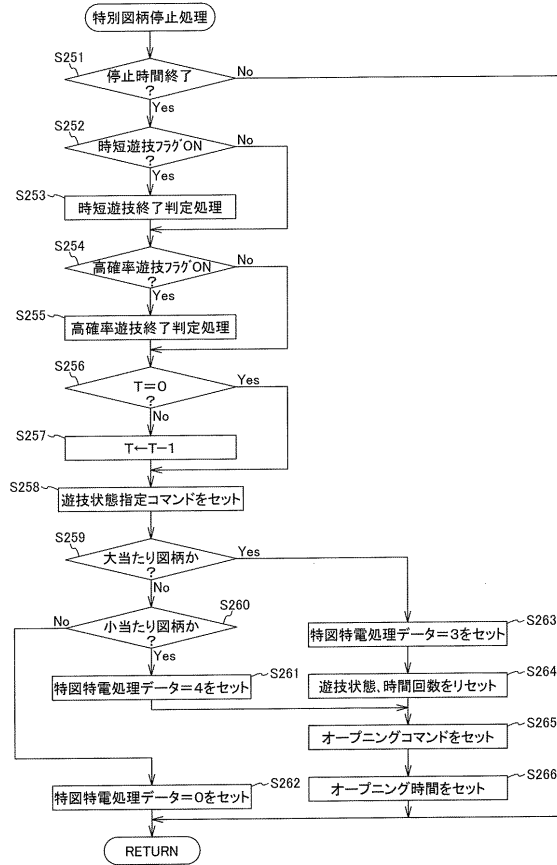 特別図柄停止処理
S251
停止時間終了
?
No
Yes
S252
時短遊技フラグON
?
No
Yes
S253
時短遊技終了判定処理
S254
高確率遊技フラグON
?
No
Yes
S255
高確率遊技終了判定処理
S256
T=0
?
Yes
No
S257
T←T-1
S258
遊技状態指定コマンドをセット
S259
大当たり図柄か
?
Yes
No
S260
小当たり図柄か
?
No
Yes
S261
特図特電処理データ=4をセット
S263
特図特電処理データ=3をセット
S264
遊技状態、時間回数をリセット
S265
オープニングコマンドをセット
S262
特図特電処理データ=0をセット
S266
オープニング時間をセット
RETURN